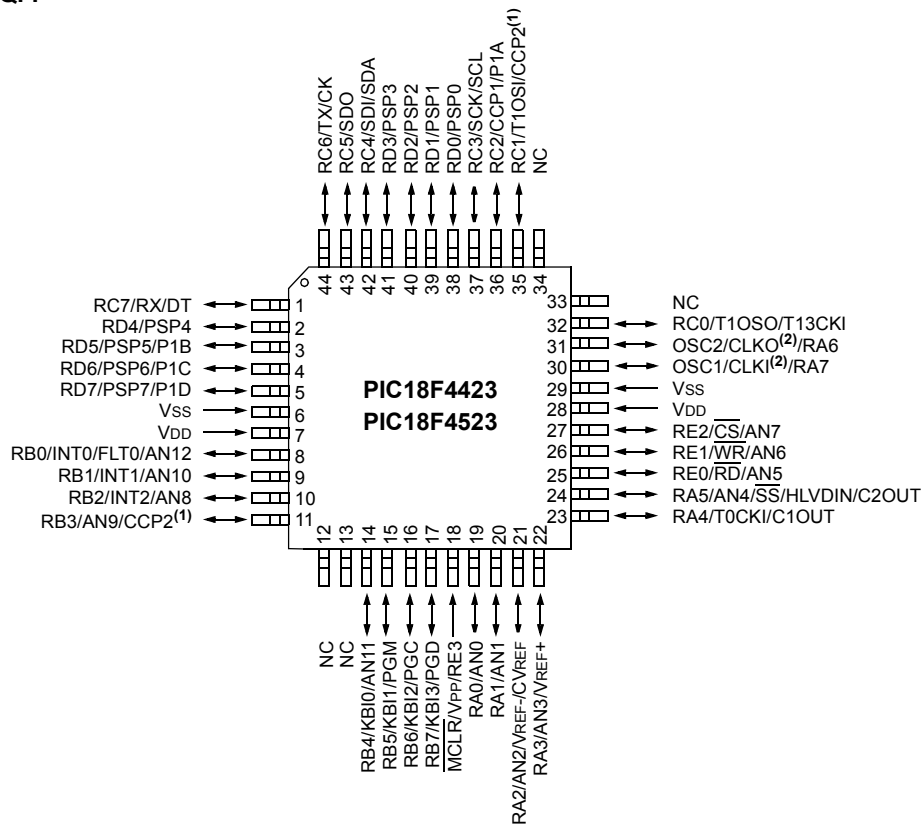 RC6/TX/CK
RC5/SDO
RC4/SDI/SDA
RD3/PSP3
RD2/PSP2
RD1/PSP1
RD0/PSP0
RC3/SCK/SCL
RC2/CCP1/P1A
RC1/T1OSI/CCP2(1)
NC
44
43
42
41
40
39
38
37
36
35
34
RC7/RX/DT 1
RD4/PSP4 2
RD5/PSP5/P1B 3
RD6/PSP6/P1C 4
RD7/PSP7/P1D 5
VSS 6
VDD 7
RB0/INT0/FLT0/AN12 8
RB1/INT1/AN10 9
RB2/INT2/AN8 10
RB3/AN9/CCP2(1) 11
PIC18F4423
PIC18F4523
33 NC
32 RC0/T1OSO/T13CKI
31 OSC2/CLKO(2)/RA6
30 OSC1/CLKI(2)/RA7
29 VSS
28 VDD
27 RE2/CS/AN7
26 RE1/WR/AN6
25 RE0/RD/AN5
24 RA5/AN4/SS/HLVDIN/C2OUT
23 RA4/T0CKI/C1OUT
12
13
14
15
16
17
18
19
20
21
22
NC
NC
RB4/KBI0/AN11
RB5/KBI1/PGM
RB6/KBI2/PGC
RB7/KBI3/PGD
MCLR/VPP/RE3
RA0/AN0
RA1/AN1
RA2/AN2/VREF-/CVREF
RA3/AN3/VREF+